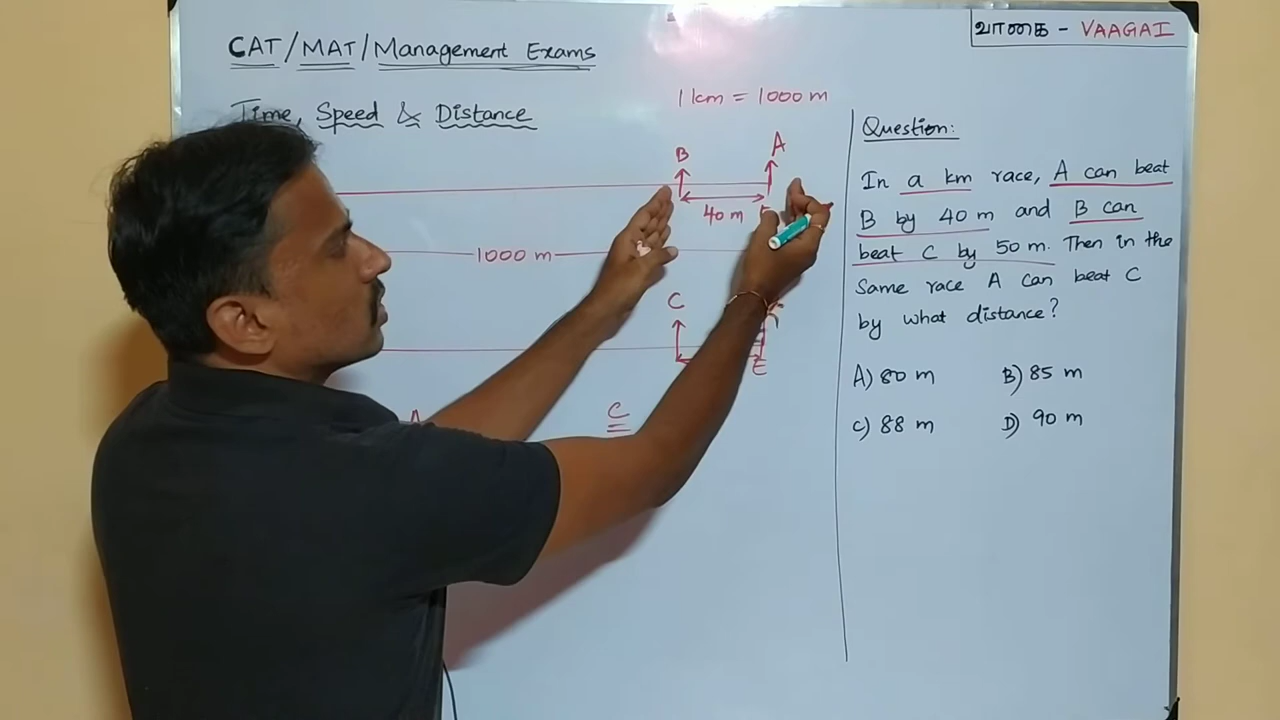 CAT/MAT/Management Exams
வாகை - VAAGAI
Time, Speed & Distance
1 km = 1000 m
B A
40 m
1000 m
C
E
A C
Question:
In a km race, A can beat
B by 40 m and B can
beat C by 50 m. Then in the
Same race A can beat C
by what distance?
A) 80 m B) 85 m
C) 88 m D) 90 m